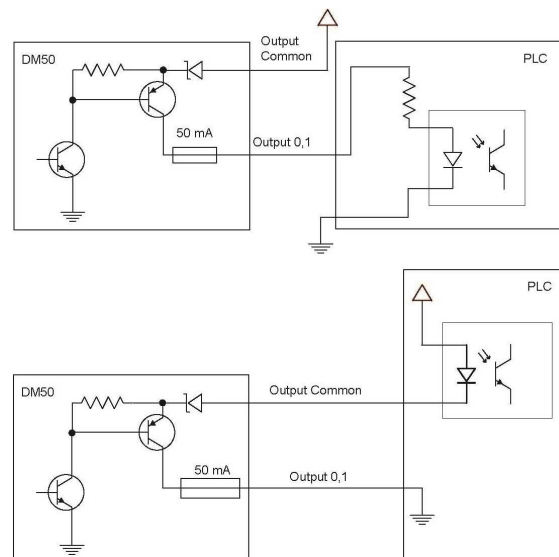 DM50
Output
Common
PLC
50 mA
Output 0,1
PLC
DM50
Output Common
50 mA
Output 0,1